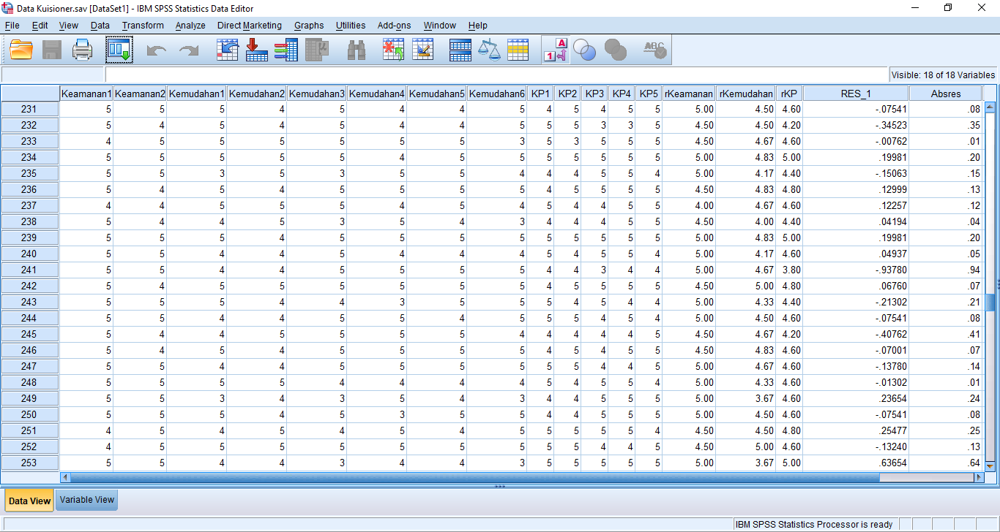 Data Kuisioner.sav [DataSet1] - IBM SPSS Statistics Data Editor
File Edit View Data Transform Analyze Direct Marketing Graphs Utilities Add-ons Window Help
Visible: 18 of 18 Variables
Keamanan1 Keamanan2 Kemudahan1 Kemudahan2 Kemudahan3 Kemudahan4 Kemudahan5 Kemudahan6 KP1 KP2 KP3 KP4 KP5 rKeamanan rKemudahan rKP RES_1 Absres
231 5 5 5 4 5 4 4 5 4 5 4 5 5 5.00 4.50 4.60 -.07541 .08
232 5 4 5 4 5 4 4 5 5 5 3 3 5 4.50 4.50 4.20 -.34523 .35
233 4 5 5 5 5 5 5 3 5 3 5 5 5 4.50 4.67 4.60 -.00762 .01
234 5 5 5 5 5 4 5 5 5 5 5 5 5 5.00 4.83 5.00 .19981 .20
235 5 5 3 5 3 5 5 4 4 4 5 5 4 5.00 4.17 4.40 -.15063 .15
236 5 4 5 4 5 5 5 5 4 5 5 5 5 4.50 4.83 4.80 .12999 .13
237 4 4 5 4 5 4 5 5 5 4 4 5 5 4.00 4.67 4.60 .12257 .12
238 5 4 4 5 3 5 4 3 4 4 4 5 5 4.50 4.00 4.40 .04194 .04
239 5 5 5 4 5 5 5 5 5 5 5 5 5 5.00 4.83 5.00 .19981 .20
240 5 5 4 4 5 4 4 4 5 4 5 5 4 5.00 4.17 4.60 .04937 .05
241 5 5 4 4 5 5 5 5 4 4 3 4 4 5.00 4.67 3.80 -.93780 .94
242 5 4 5 5 5 5 5 5 4 5 5 5 5 4.50 5.00 4.80 .06760 .07
243 5 5 5 4 4 3 5 5 5 4 5 4 4 5.00 4.33 4.40 -.21302 .21
244 5 5 4 4 5 5 4 5 5 5 4 5 4 5.00 4.50 4.60 -.07541 .08
245 5 4 4 5 5 5 5 4 4 4 4 4 5 4.50 4.67 4.20 -.40762 .41
246 5 4 5 4 5 5 5 5 4 5 4 5 5 4.50 4.83 4.60 -.07001 .07
247 5 5 4 4 5 5 5 5 5 5 4 4 5 5.00 4.67 4.60 -.13780 .14
248 5 5 5 5 4 4 4 4 5 4 5 5 4 5.00 4.33 4.60 -.01302 .01
249 5 5 3 4 3 5 4 3 4 4 5 5 5 5.00 3.67 4.60 .23654 .24
250 5 5 5 4 5 3 5 5 4 4 5 5 5 5.00 4.50 4.60 -.07541 .08
251 4 5 4 5 4 5 4 5 5 5 5 5 4 4.50 4.50 4.80 .25477 .25
252 4 5 5 5 5 5 5 5 5 5 4 4 5 4.50 5.00 4.60 -.13240 .13
253 5 5 4 4 3 4 4 3 5 5 5 5 5 5.00 3.67 5.00 .63654 .64
Data View Variable View
IBM SPSS Statistics Processor is ready